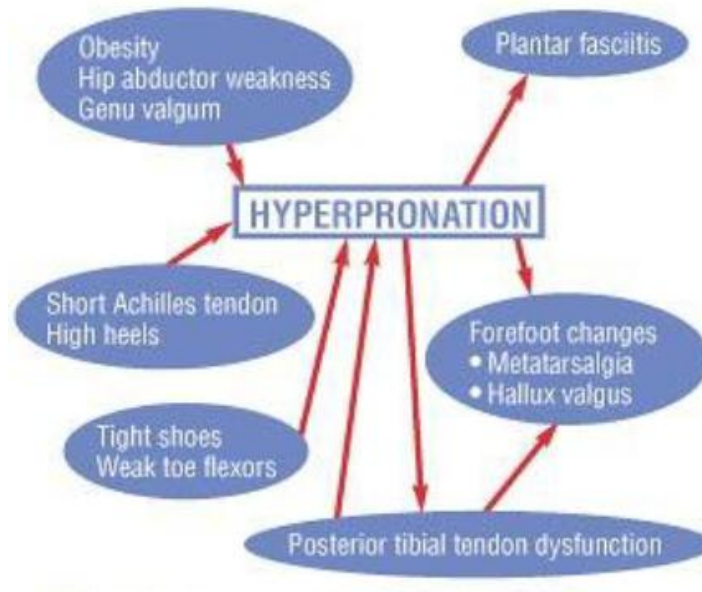 Obesity
Hip abductor weakness
Genu valgum
Plantar fasciitis
HYPERPRONATION
Short Achilles tendon
High heels
Forefoot changes
• Metatarsalgia
• Hallux valgus
Tight shoes
Weak toe flexors
Posterior tibial tendon dysfunction